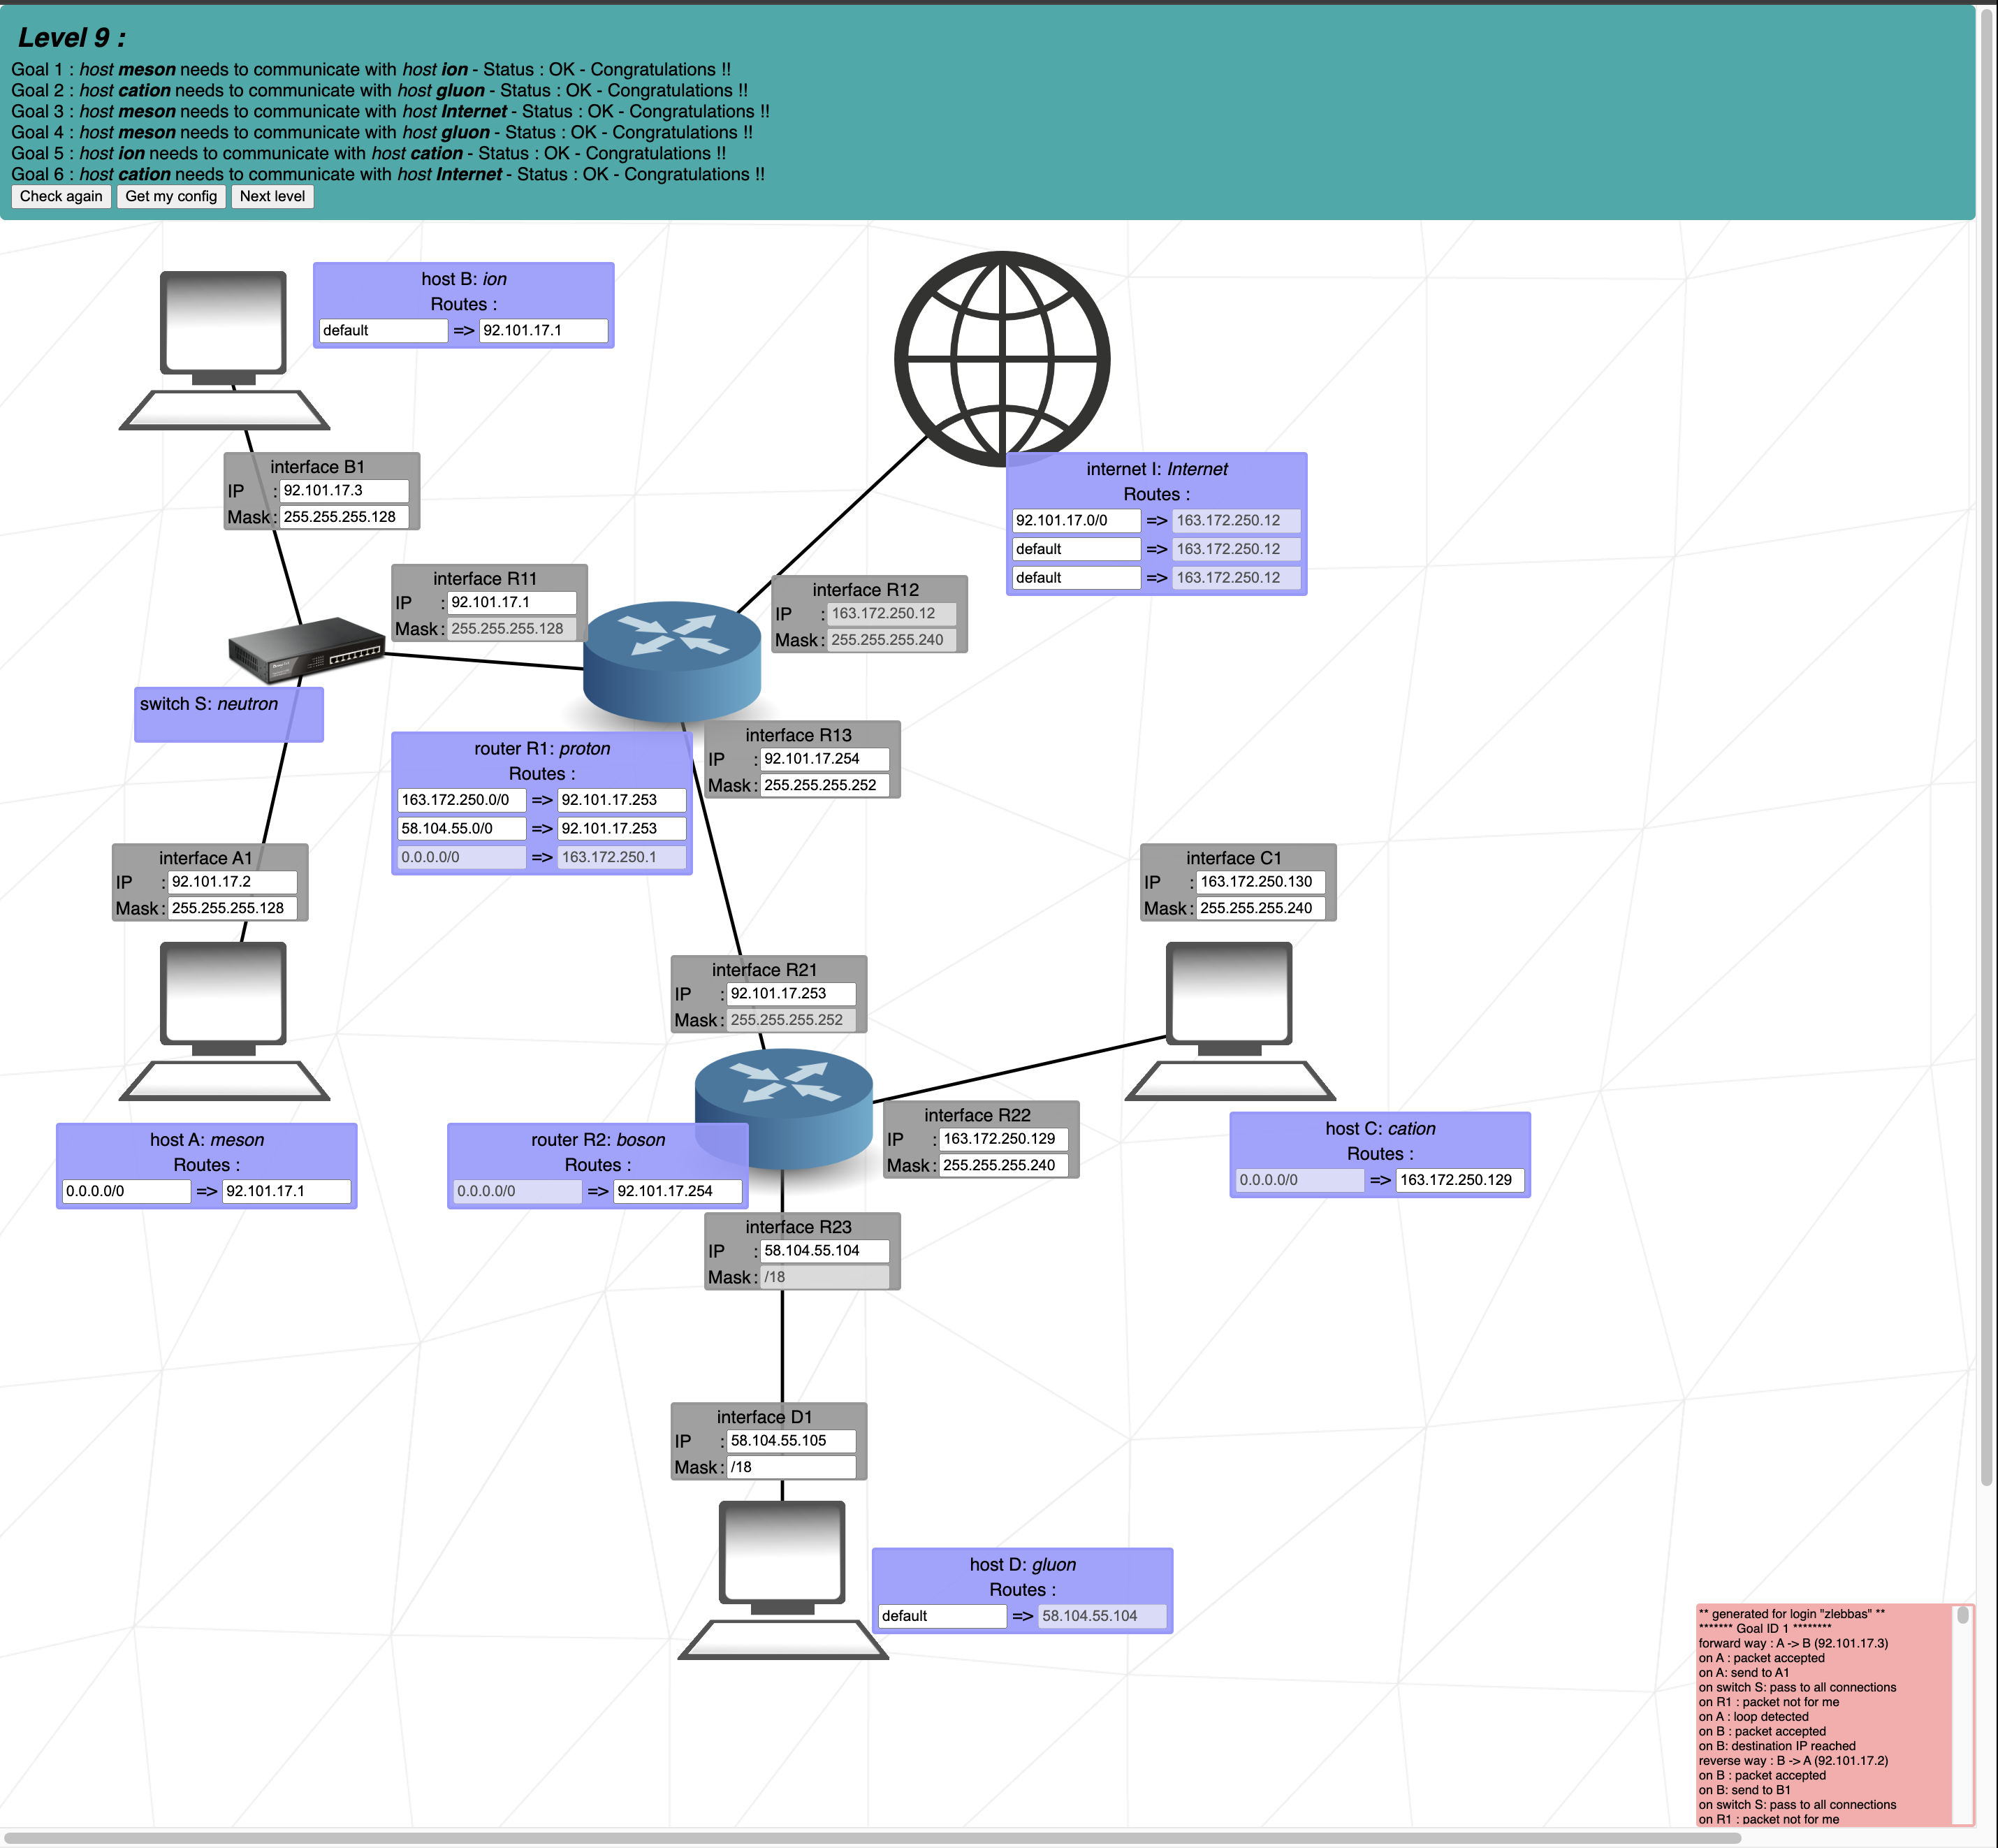 Level 9 :
Goal 1 : host meson needs to communicate with host ion - Status : OK - Congratulations !!
Goal 2 : host cation needs to communicate with host gluon - Status : OK - Congratulations !!
Goal 3 : host meson needs to communicate with host Internet - Status : OK - Congratulations !!
Goal 4 : host meson needs to communicate with host gluon - Status : OK - Congratulations !!
Goal 5 : host ion needs to communicate with host cation - Status : OK - Congratulations !!
Goal 6 : host cation needs to communicate with host Internet - Status : OK - Congratulations !!
Check again Get my config Next level
host B: ion
Routes :
default => 92.101.17.1
interface B1
IP : 92.101.17.3
Mask : 255.255.255.128
internet I: Internet
Routes :
92.101.17.0/0 => 163.172.250.12
default => 163.172.250.12
default => 163.172.250.12
interface R11
IP : 92.101.17.1
Mask : 255.255.255.128
interface R12
IP : 163.172.250.12
Mask : 255.255.255.240
switch S: neutron
interface R13
IP : 92.101.17.254
Mask : 255.255.255.252
router R1: proton
Routes :
163.172.250.0/0 => 92.101.17.253
58.104.55.0/0 => 92.101.17.253
0.0.0.0/0 => 163.172.250.1
interface A1
IP : 92.101.17.2
Mask : 255.255.255.128
interface C1
IP : 163.172.250.130
Mask : 255.255.255.240
interface R21
IP : 92.101.17.253
Mask : 255.255.255.252
interface R22
IP : 163.172.250.129
Mask : 255.255.255.240
host A: meson
Routes :
0.0.0.0/0 => 92.101.17.1
router R2: boson
Routes :
0.0.0.0/0 => 92.101.17.254
host C: cation
Routes :
0.0.0.0/0 => 163.172.250.129
interface R23
IP : 58.104.55.104
Mask : /18
interface D1
IP : 58.104.55.105
Mask : /18
host D: gluon
Routes :
default => 58.104.55.104
** generated for login "zlebbas" **
******* Goal ID 1 ********
forward way : A -> B (92.101.17.3)
on A : packet accepted
on A: send to A1
on switch S: pass to all connections
on R1 : packet not for me
on A : loop detected
on B : packet accepted
on B: destination IP reached
reverse way : B -> A (92.101.17.2)
on B : packet accepted
on B: send to B1
on switch S: pass to all connections
on R1 : packet not for me